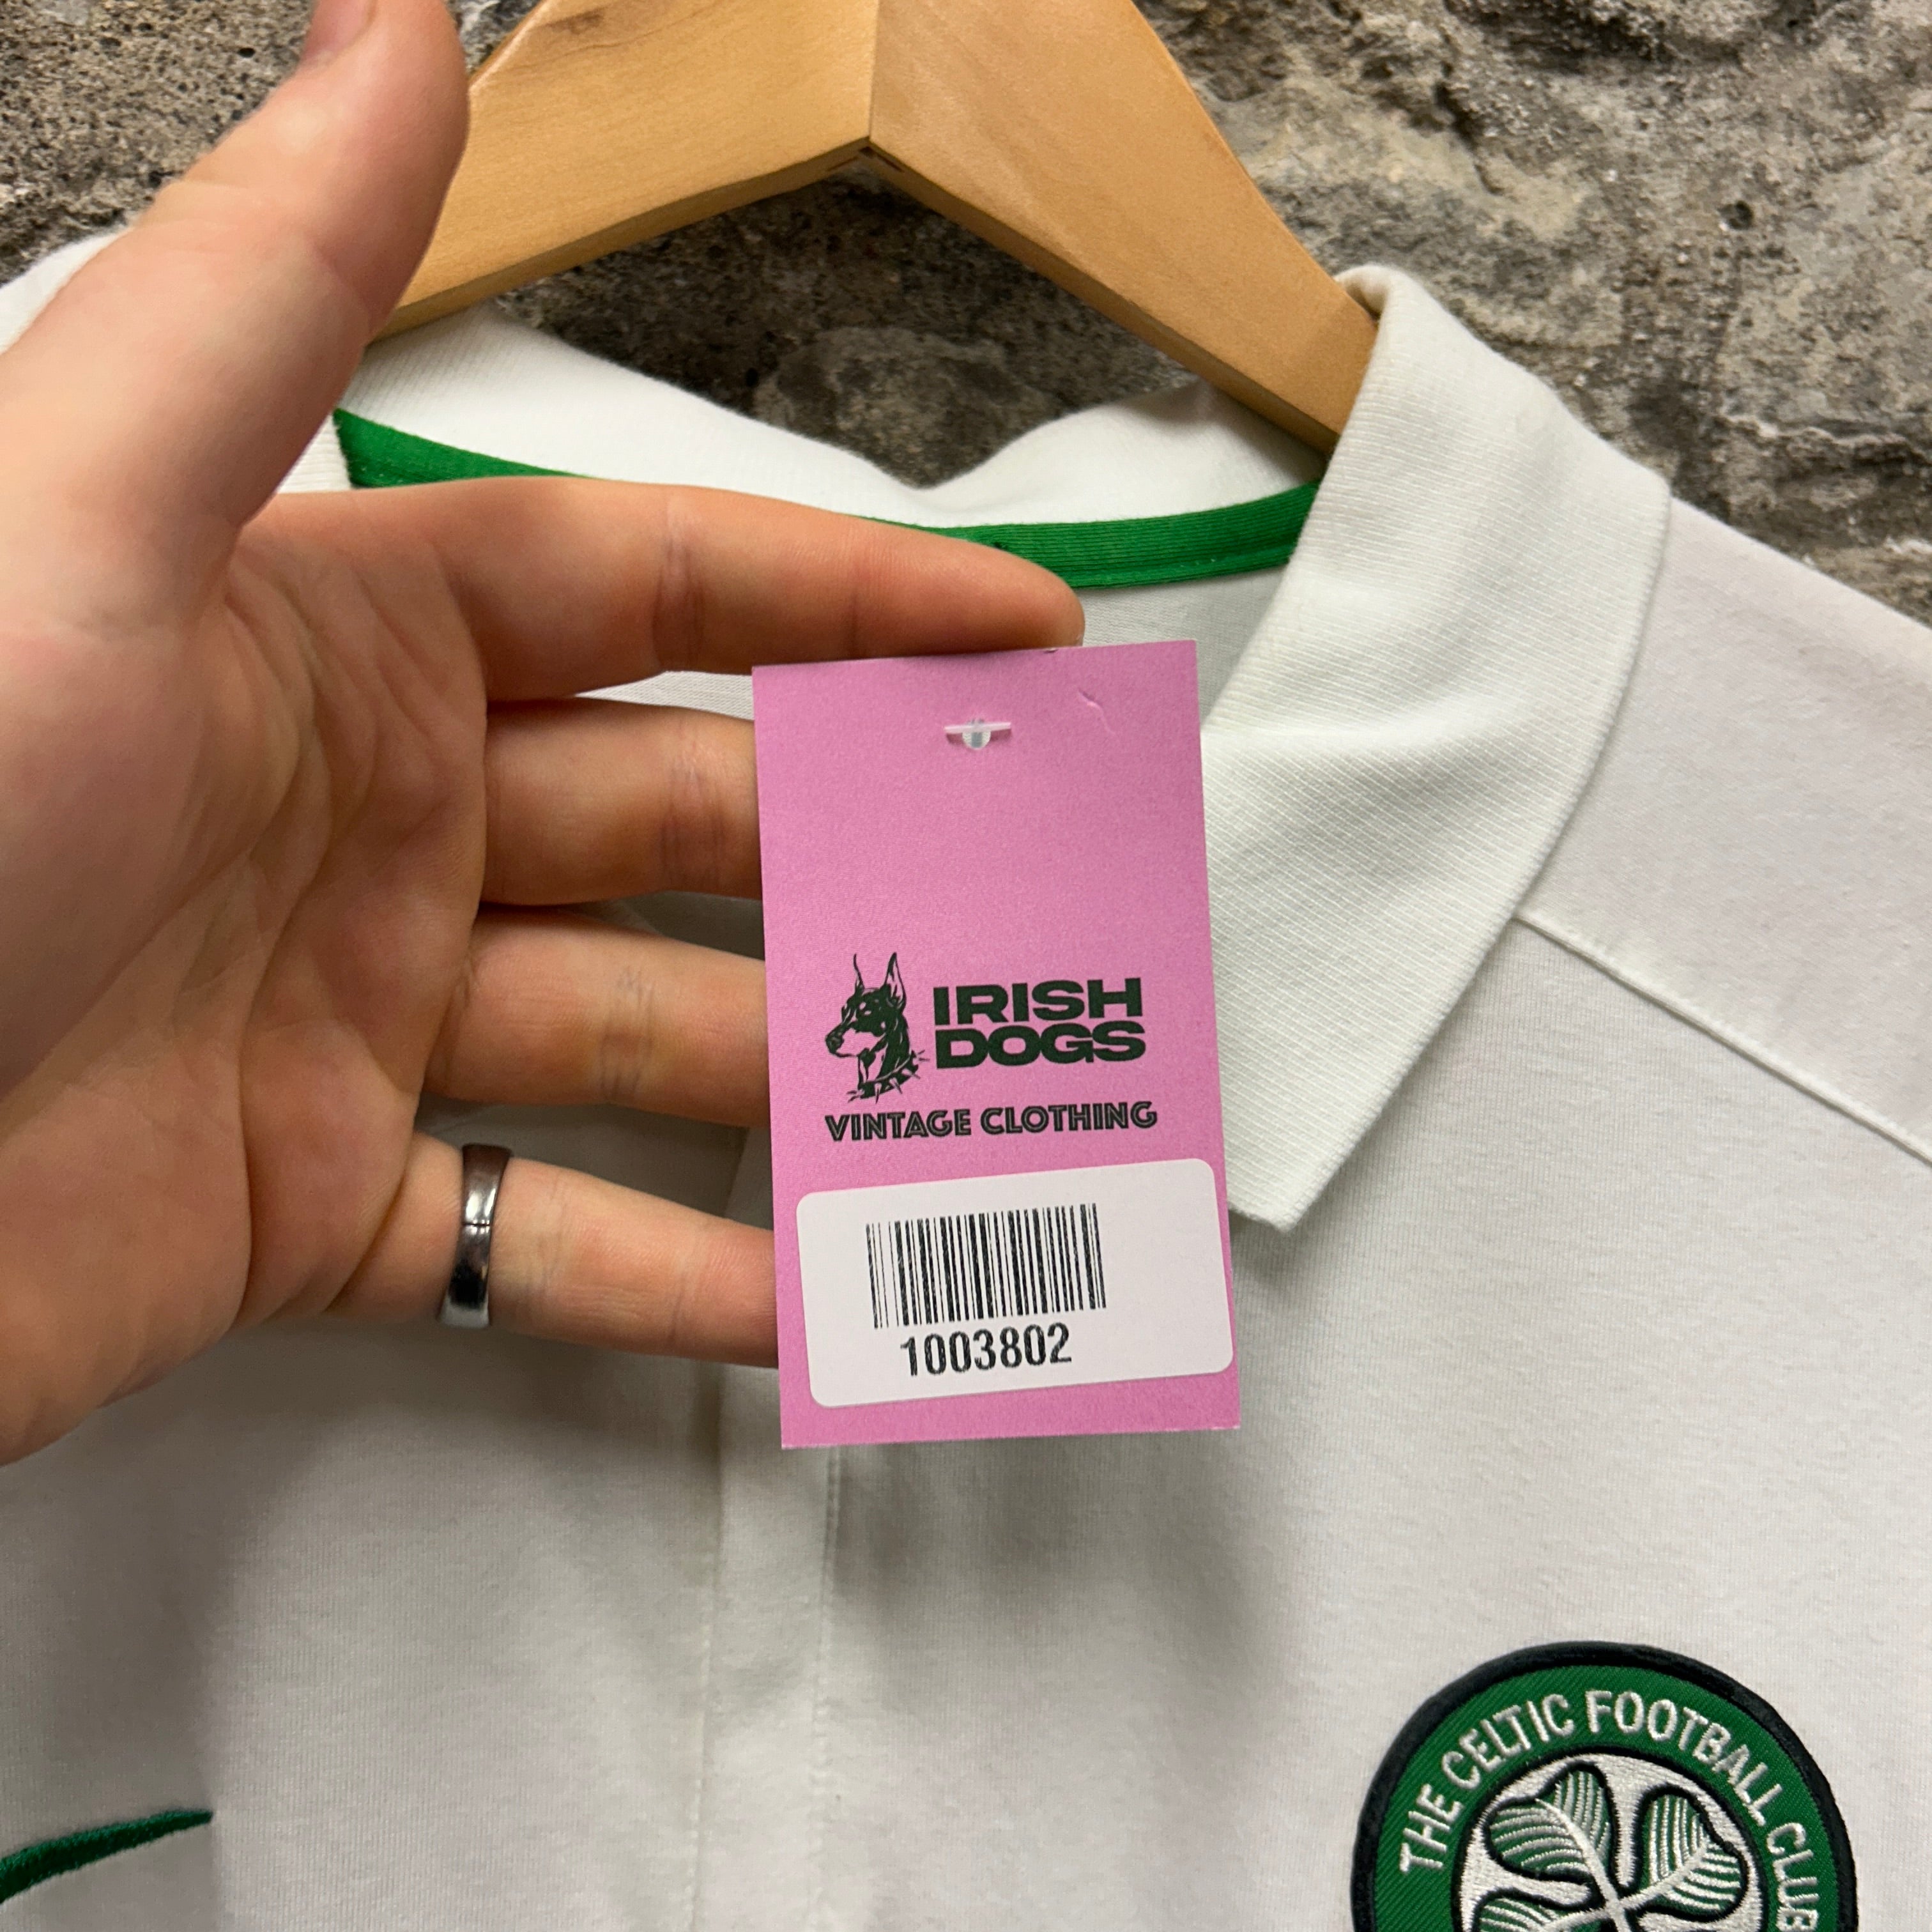 IRISH
DOGS
VINTAGE CLOTHING
1003802
THE CELTIC FOOTBALL CLUB